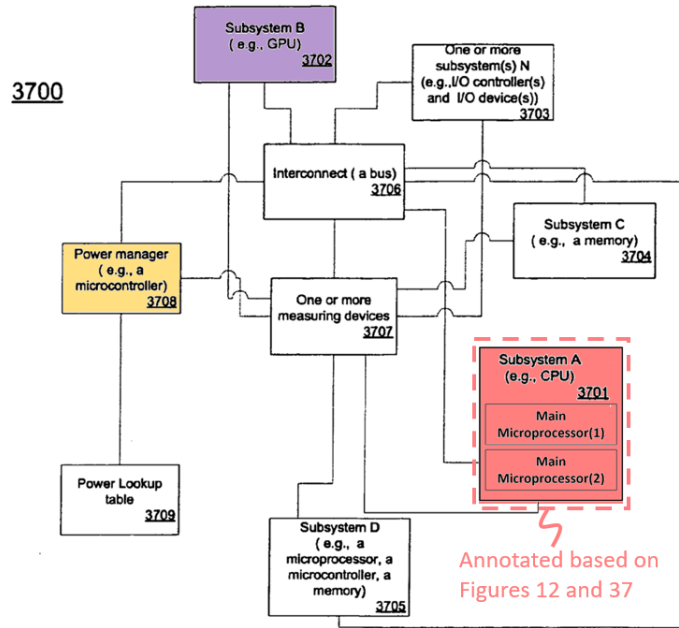 Subsystem B
( e.g., GPU)
3702
One or more
subsystem(s) N
(e.g.,I/O controller(s)
and I/O device(s))
3703
3700
Interconnect ( a bus)
3706
Subsystem C
( e.g., a memory)
3704
Power manager
( e.g., a
microcontroller)
3708
One or more
measuring devices
3707
Subsystem A
(e.g., CPU)
3701
Main
Microprocessor(1)
Main
Microprocessor(2)
Power Lookup
table
3709
Subsystem D
( e.g., a
microprocessor, a
microcontroller, a
memory)
3705
Annotated based on
Figures 12 and 37